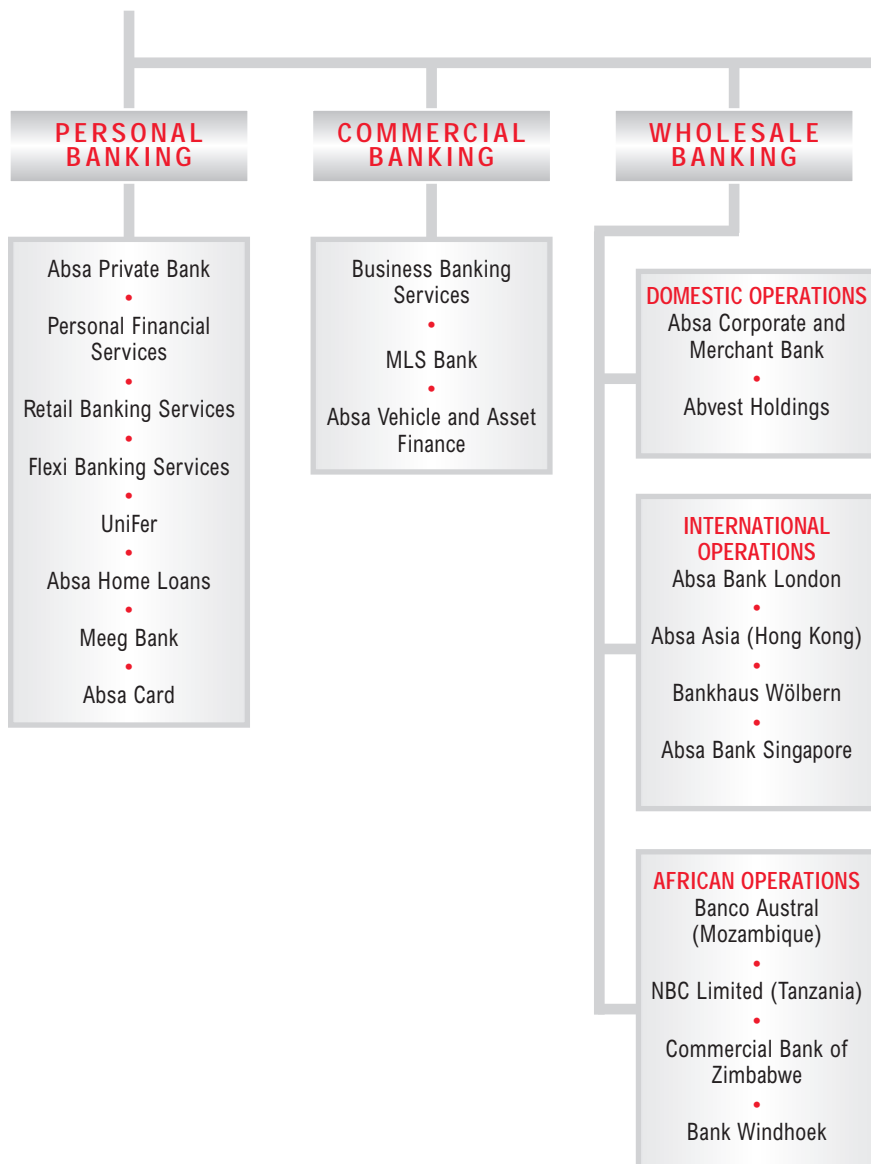 PERSONAL
BANKING
Absa Private Bank
•
Personal Financial
Services
•
Retail Banking Services
•
Flexi Banking Services
•
UniFer
•
Absa Home Loans
•
Meeg Bank
•
Absa Card
COMMERCIAL
BANKING
Business Banking
Services
•
MLS Bank
•
Absa Vehicle and Asset
Finance
WHOLESALE
BANKING
DOMESTIC OPERATIONS
Absa Corporate and
Merchant Bank
•
Abvest Holdings
INTERNATIONAL
OPERATIONS
Absa Bank London
•
Absa Asia (Hong Kong)
•
Bankhaus Wölbern
•
Absa Bank Singapore
AFRICAN OPERATIONS
Banco Austral
(Mozambique)
•
NBC Limited (Tanzania)
•
Commercial Bank of
Zimbabwe
•
Bank Windhoek